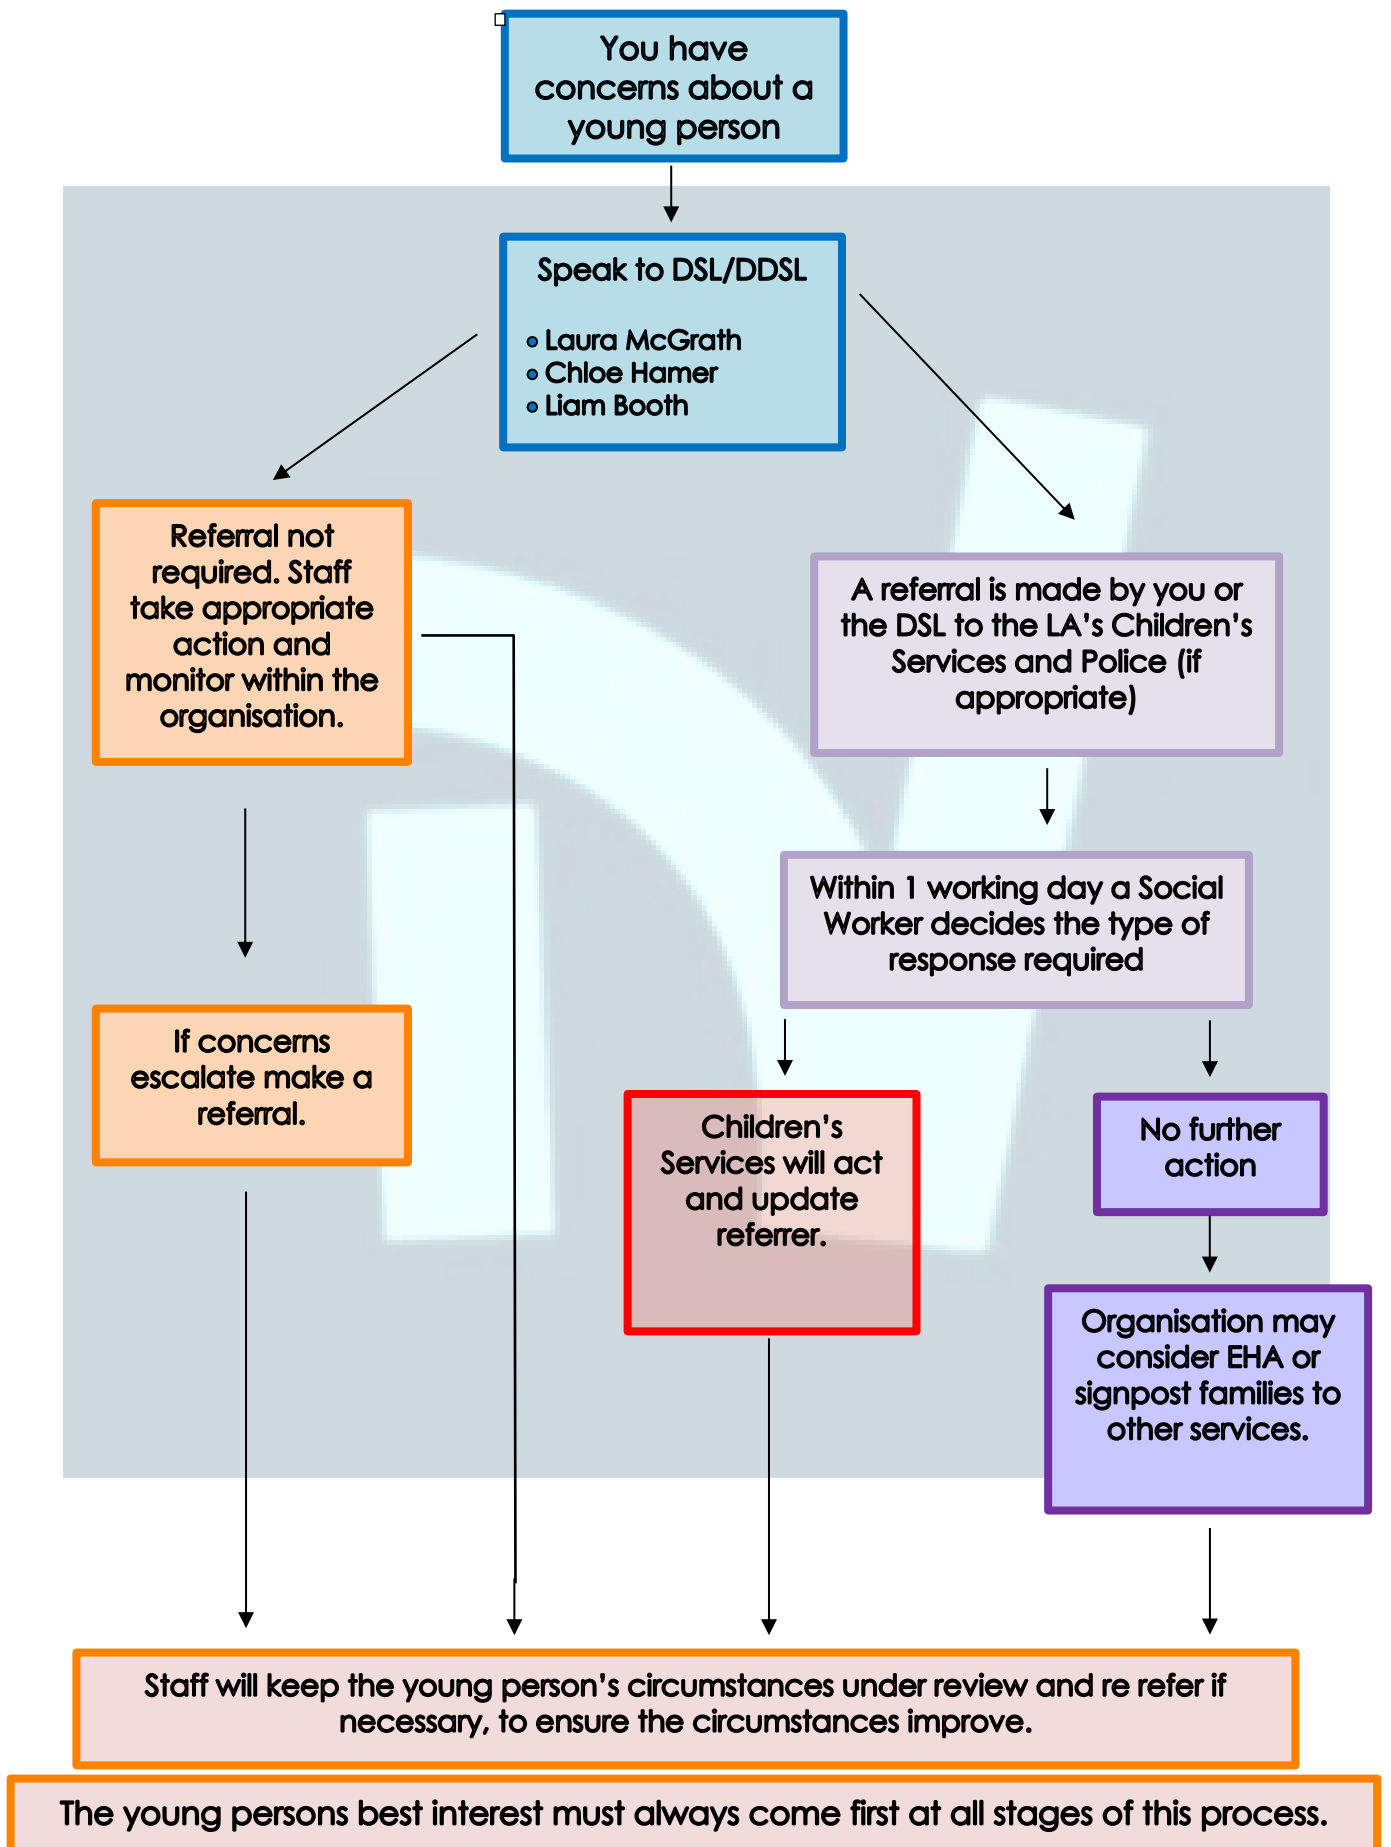 You have
concerns about a
young person
Speak to DSL/DDSL
• Laura McGrath
• Chloe Hamer
• Liam Booth
Referral not
required. Staff
take appropriate
action and
monitor within the
organisation.
A referral is made by you or
the DSL to the LA’s Children’s
Services and Police (if
appropriate)
Within 1 working day a Social
Worker decides the type of
response required
If concerns
escalate make a
referral.
Children’s
Services will act
and update
referrer.
No further
action
Organisation may
consider EHA or
signpost families to
other services.
Staff will keep the young person’s circumstances under review and re refer if
necessary, to ensure the circumstances improve.
The young persons best interest must always come first at all stages of this process.